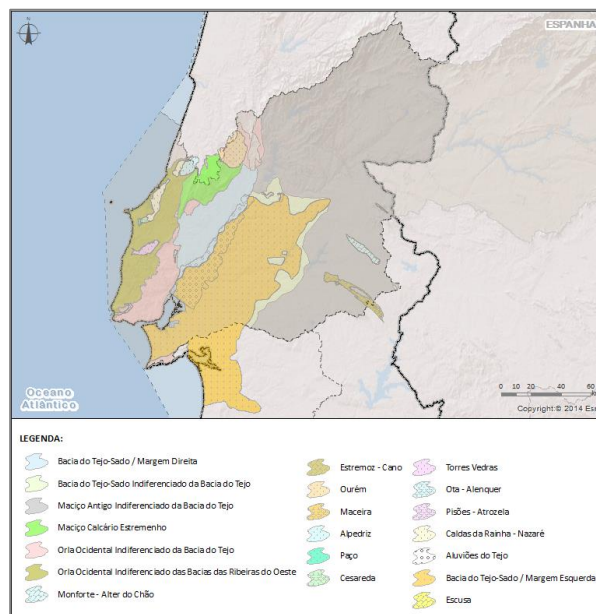 ESPANHA
Oceano
Atlântico
0 10 20 40 60
Copyright:© 2014 Es
LEGENDA:
Bacia do Tejo-Sado / Margem Direita
Bacia do Tejo-Sado Indiferenciado da Bacia do Tejo
Maciço Antigo Indiferenciado da Bacia do Tejo
Maciço Calcário Estremenho
Orla Ocidental Indiferenciado da Bacia do Tejo
Orla Ocidental Indiferenciado das Bacias das Ribeiras do Oeste
Monforte - Alter do Chão
Estremoz - Cano
Ourém
Maceira
Alpedriz
Paço
Cesareda
Torres Vedras
Ota - Alenquer
Pisões - Atrozela
Caldas da Rainha - Nazaré
Aluviões do Tejo
Bacia do Tejo-Sado / Margem Esquerda
Escusa